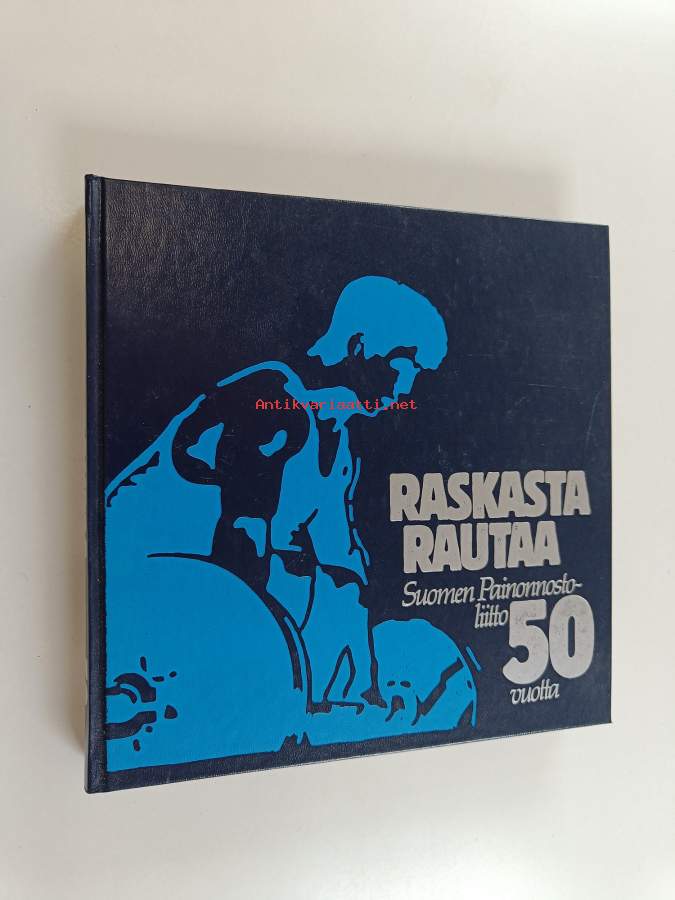 Antikvariaatti.net
RASKASTA
RAUTAA
Suomen Painonnosto-
liitto
50
vuotta